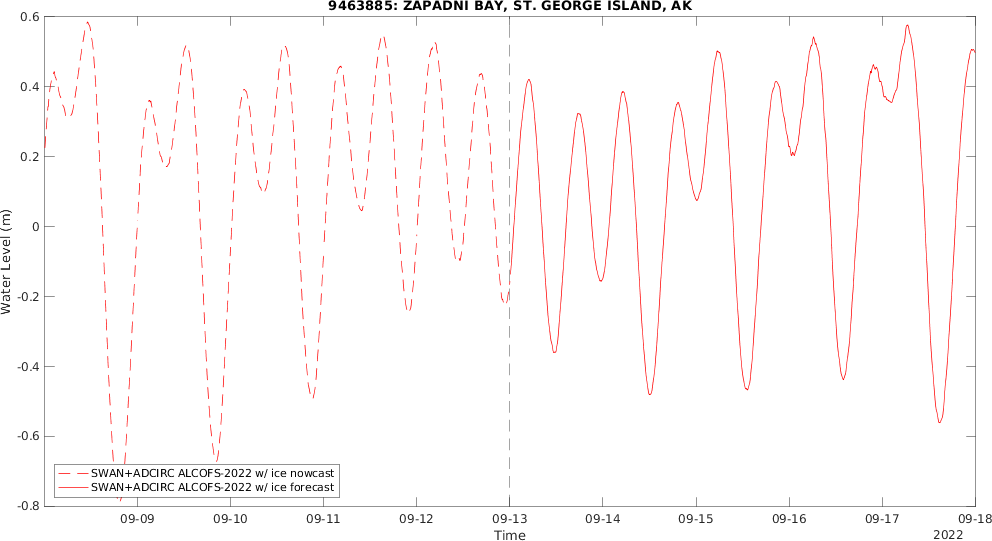 9463885: ZAPADNI BAY, ST. GEORGE ISLAND, AK
Water Level (m)
0.6
0.4
0.2
0
-0.2
-0.4
-0.6
-0.8
SWAN+ADCIRC ALCOFS-2022 w/ ice nowcast
SWAN+ADCIRC ALCOFS-2022 w/ ice forecast
09-09 09-10 09-11 09-12 09-13 09-14 09-15 09-16 09-17 09-18
Time
2022